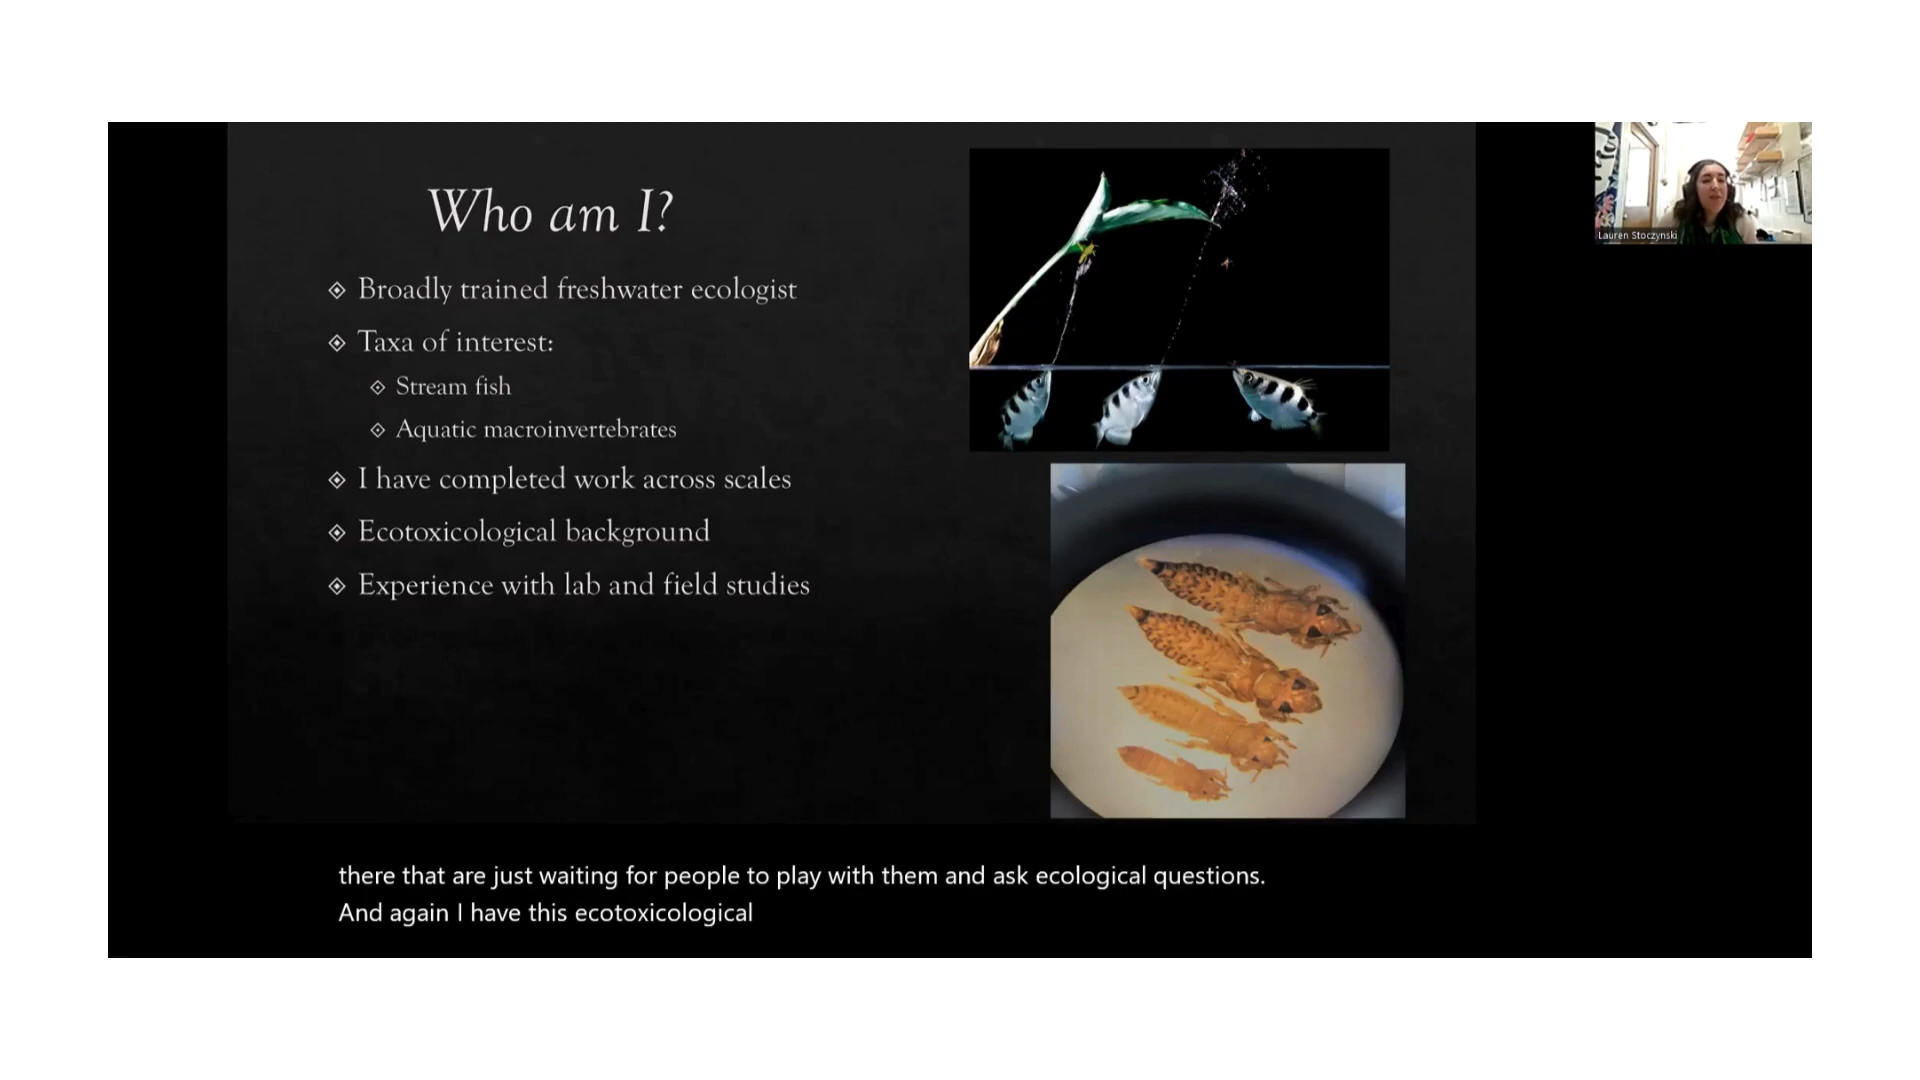 Who am I?
Broadly trained freshwater ecologist
Taxa of interest:
Stream fish
Aquatic macroinvertebrates
I have completed work across scales
Ecotoxicological background
Experience with lab and field studies
Lauren Stoczynski
there that are just waiting for people to play with them and ask ecological questions.
And again I have this ecotoxicological